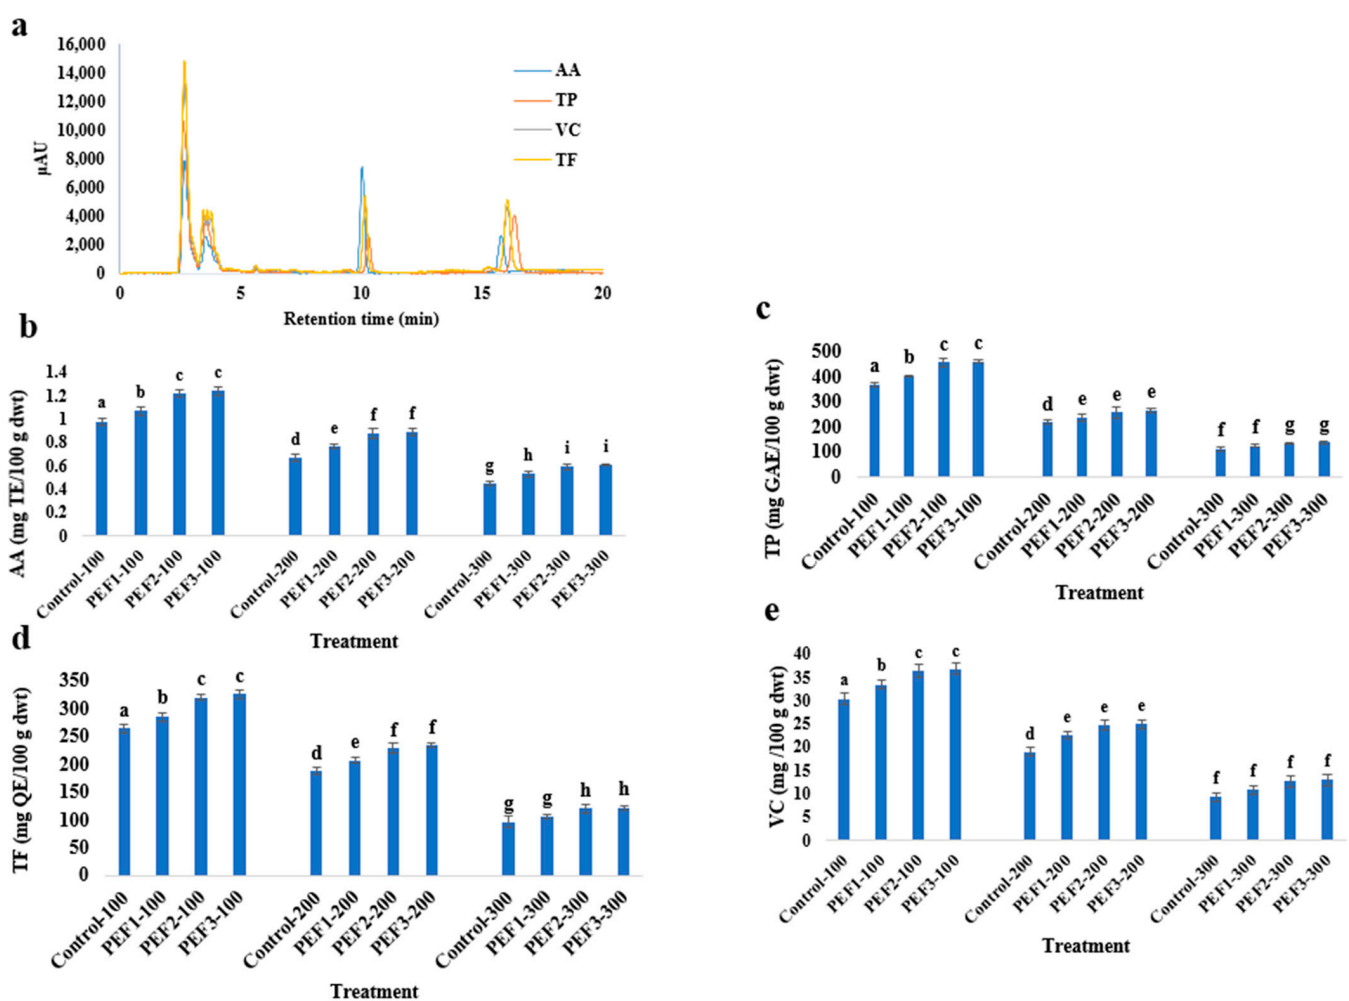 a
16,000
14,000
12,000
10,000
8,000
6,000
4,000
2,000
0
µAU
0 5 10 15 20
Retention time (min)
AA
TP
VC
TF
b
AA (mg TE/100 g dwt)
1.4
1.2
1
0.8
0.6
0.4
0.2
0
a b c c d e f f g h i i
Control-100 PEF1-100 PEF2-100 PEF3-100 Control-200 PEF1-200 PEF2-200 PEF3-200 Control-300 PEF1-300 PEF2-300 PEF3-300
Treatment
c
TP (mg GAE/100 g dwt)
500
400
300
200
100
0
a b c c d e e e f f g g
Control-100 PEF1-100 PEF2-100 PEF3-100 Control-200 PEF1-200 PEF2-200 PEF3-200 Control-300 PEF1-300 PEF2-300 PEF3-300
Treatment
d
TF (mg QE/100 g dwt)
350
300
250
200
150
100
50
0
a b c c d e f f g g h h
Control-100 PEF1-100 PEF2-100 PEF3-100 Control-200 PEF1-200 PEF2-200 PEF3-200 Control-300 PEF1-300 PEF2-300 PEF3-300
Treatment
e
VC (mg /100 g dwt)
40
35
30
25
20
15
10
5
0
a b c c d e e e f f f f
Control-100 PEF1-100 PEF2-100 PEF3-100 Control-200 PEF1-200 PEF2-200 PEF3-200 Control-300 PEF1-300 PEF2-300 PEF3-300
Treatment